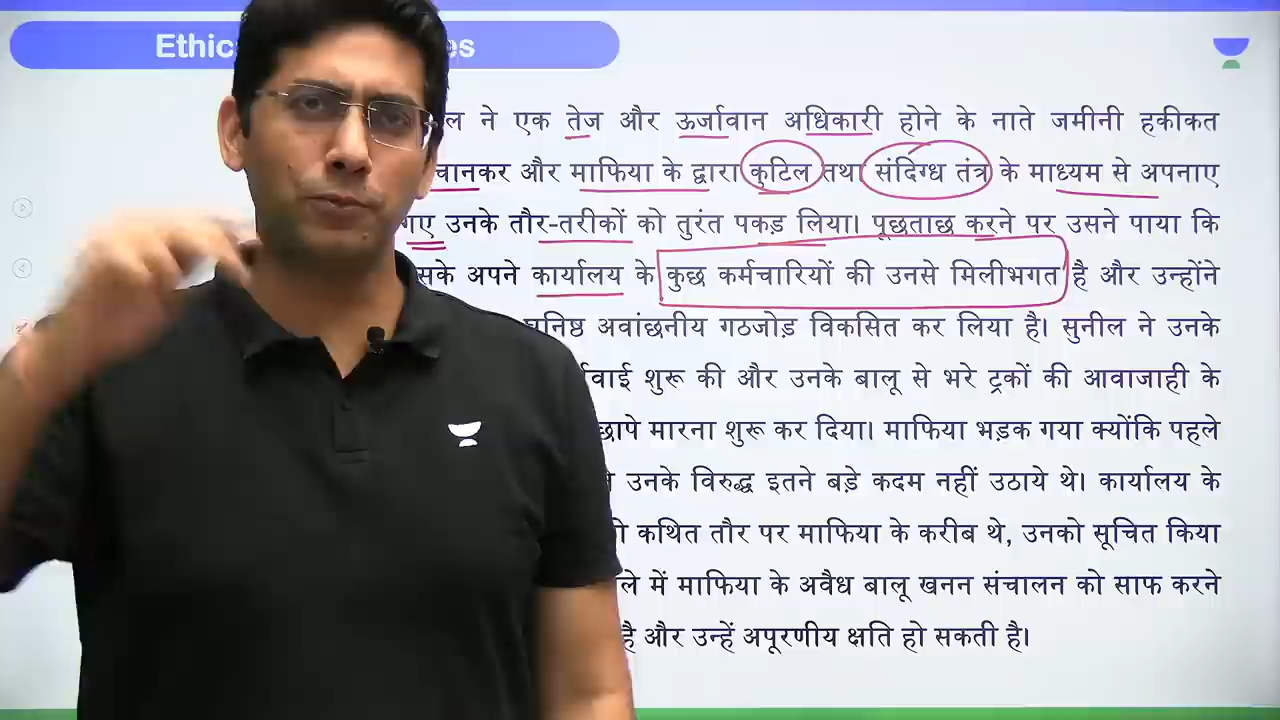 Ethic es
ल ने एक तेज और ऊर्जावान अधिकारी होने के नाते जमीनी हकीकत
चानकर और माफिया के द्वारा कुटिल तथा संदिग्ध तंत्र के माध्यम से अपनाए
गए उनके तौर-तरीकों को तुरंत पकड़ लिया। पूछताछ करने पर उसने पाया कि
सके अपने कार्यालय के कुछ कर्मचारियों की उनसे मिलीभगत है और उन्होंने
घनिष्ठ अवांछनीय गठजोड़ विकसित कर लिया है। सुनील ने उनके
वाई शुरू की और उनके बालू से भरे ट्रकों की आवाजाही के
छापे मारना शुरू कर दिया। माफिया भड़क गया क्योंकि पहले
उनके विरुद्ध इतने बड़े कदम नहीं उठाये थे। कार्यालय के
कथित तौर पर माफिया के करीब थे, उनको सूचित किया
ले में माफिया के अवैध बालू खनन संचालन को साफ करने
है और उन्हें अपूरणीय क्षति हो सकती है।